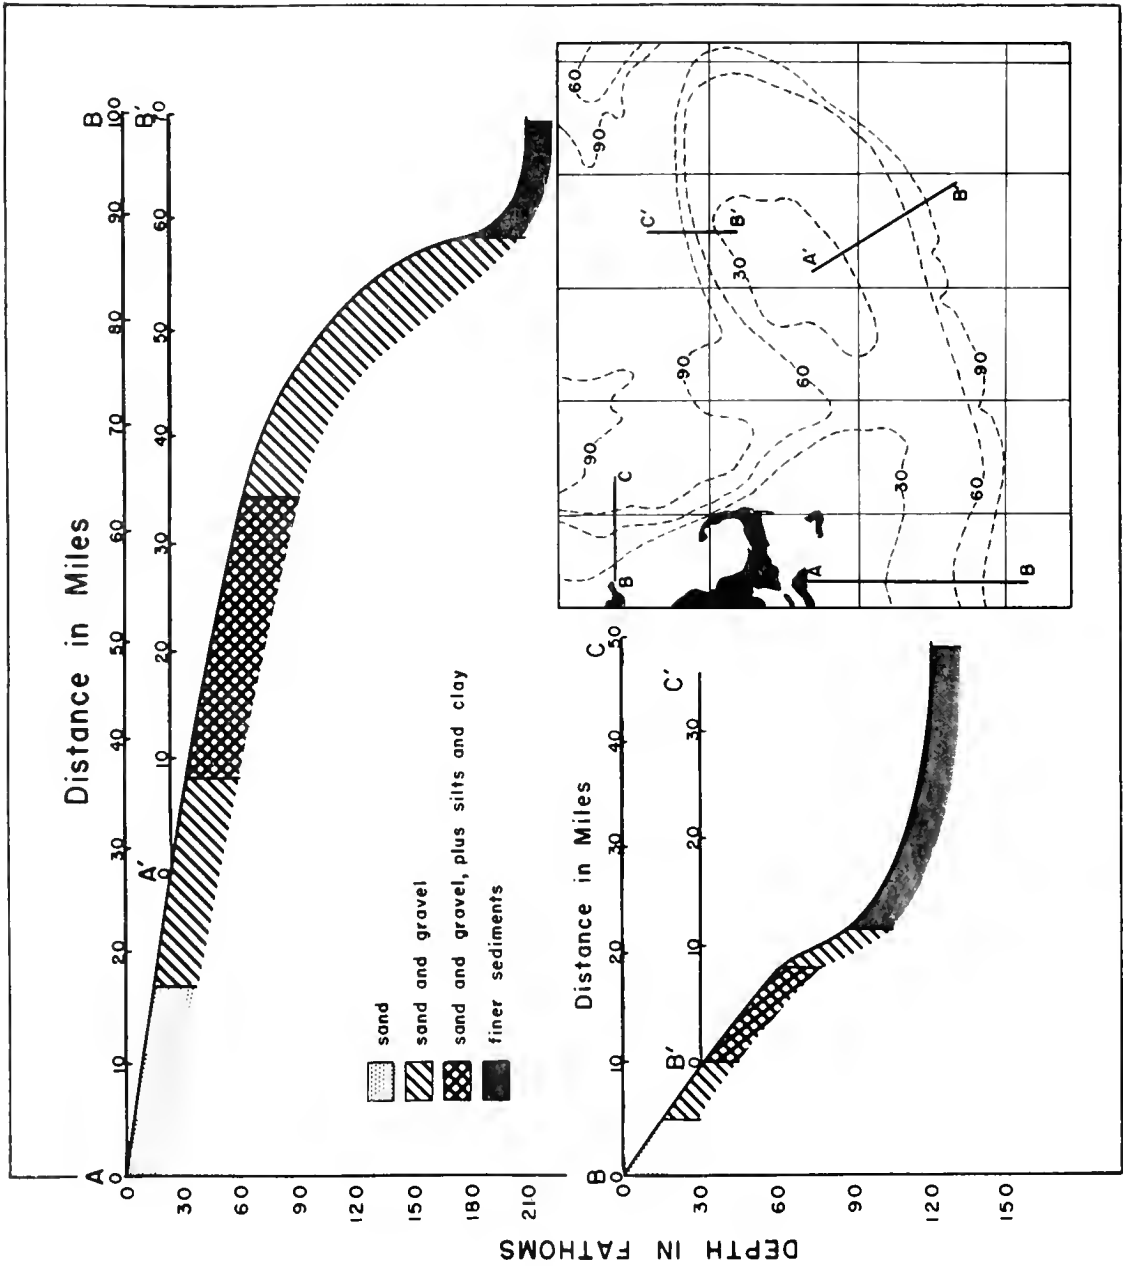 Distance in Miles
A
B
0
10
20
30
40
50
60
70
80
90
100
A'
B'
0
10
20
30
40
50
60
70
0
30
60
90
120
150
180
210
sand
sand and gravel
sand and gravel, plus silts and clay
finer sediments
Distance in Miles
B
C
0
10
20
30
40
50
B'
C'
0
10
20
30
0
30
60
90
120
150
DEPTH IN FATHOMS
60
90
C'
B'
30
A'
B'
90
60
90
90
C
B
30
60
A
B